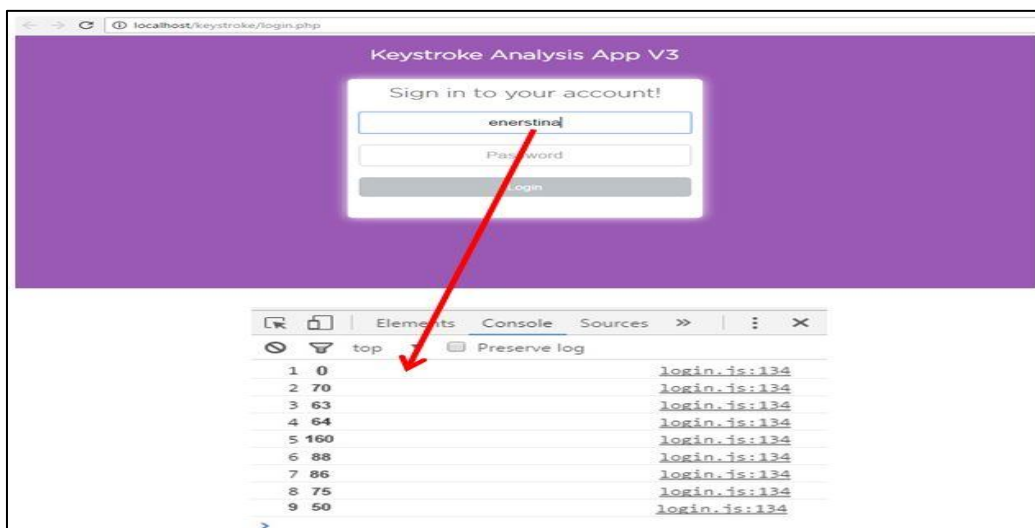 localhost/keystroke/login.php
Keystroke Analysis App V3
Sign in to your account!
enerstina
Password
Login
Elements Console Sources »
top Preserve log
1 0 login.js:134
2 70 login.js:134
3 63 login.js:134
4 64 login.js:134
5 160 login.js:134
6 88 login.js:134
7 86 login.js:134
8 75 login.js:134
9 50 login.js:134
>